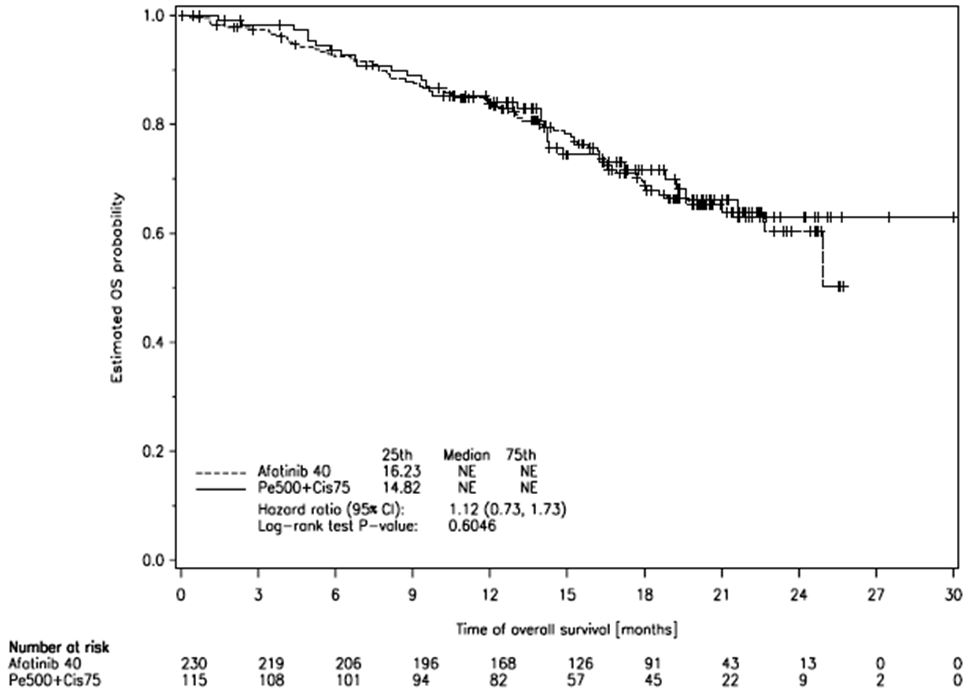 1.0
0.8
0.6
0.4
0.2
0.0
Estimated OS probability
25th Median 75th
Afatinib 40 16.23 NE NE
Pe500+Cis75 14.82 NE NE
Hazard ratio (95% CI): 1.12 (0.73, 1.73)
Log-rank test P-value: 0.6046
0 3 6 9 12 15 18 21 24 27 30
Time of overall survival [months]
Number at risk
Afatinib 40 230 219 206 196 168 126 91 43 13 0 0
Pe500+Cis75 115 108 101 94 82 57 45 22 9 2 0